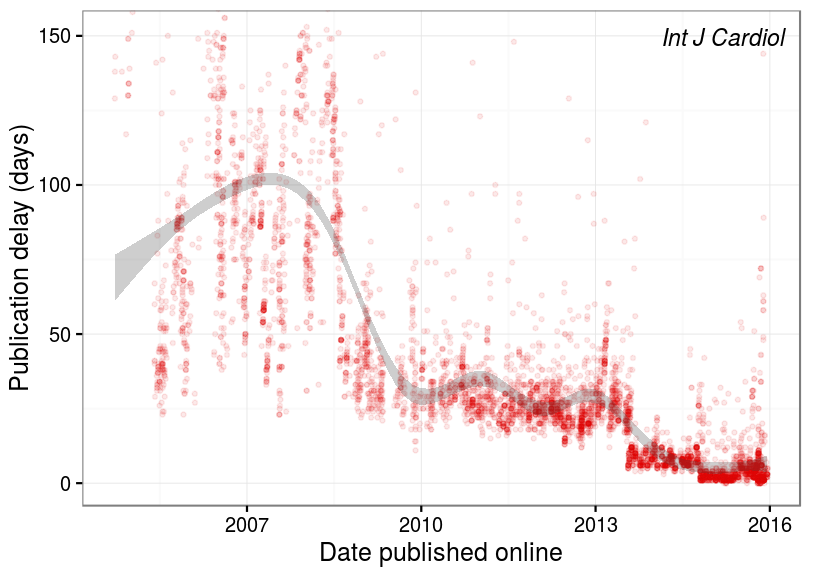 Int J Cardiol
150
100
50
0
Publication delay (days)
2007 2010 2013 2016
Date published online